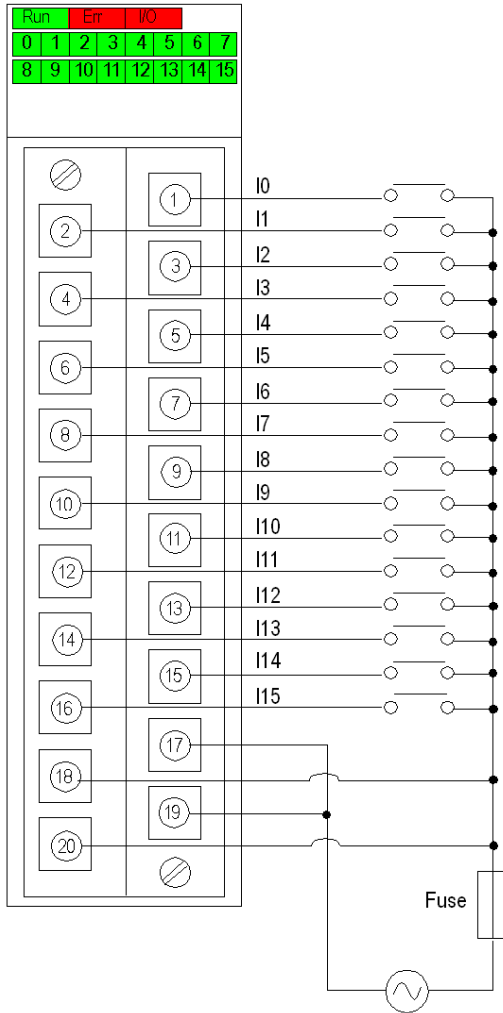 Run Err I/O
0 1 2 3 4 5 6 7
8 9 10 11 12 13 14 15
1 I0
2 I1
3 I2
4 I3
5 I4
6 I5
7 I6
8 I7
9 I8
10 I9
11 I10
12 I11
13 I12
14 I13
15 I14
16 I15
17
18
19
20
Fuse